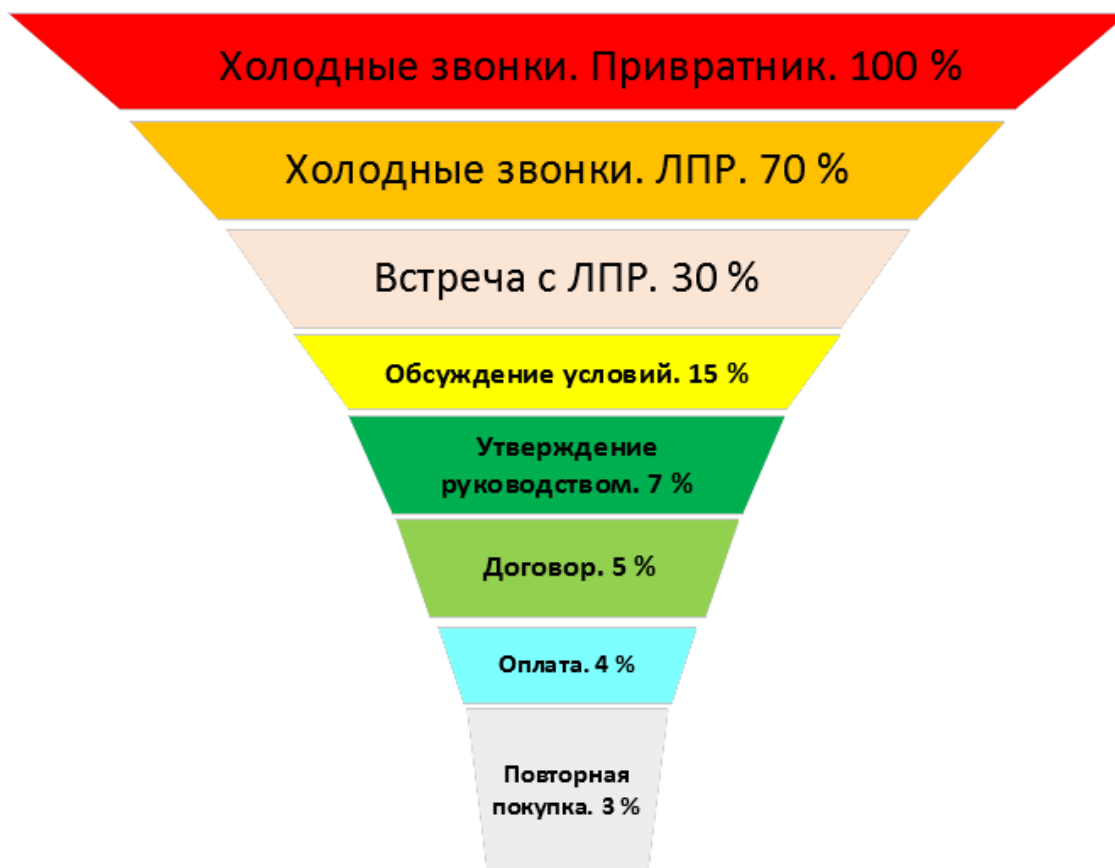 Холодные звонки. Привратник. 100 %
Холодные звонки. ЛПР. 70 %
Встреча с ЛПР. 30 %
Обсуждение условий. 15 %
Утверждение
руководством. 7 %
Договор. 5 %
Оплата. 4 %
Повторная
покупка. 3 %